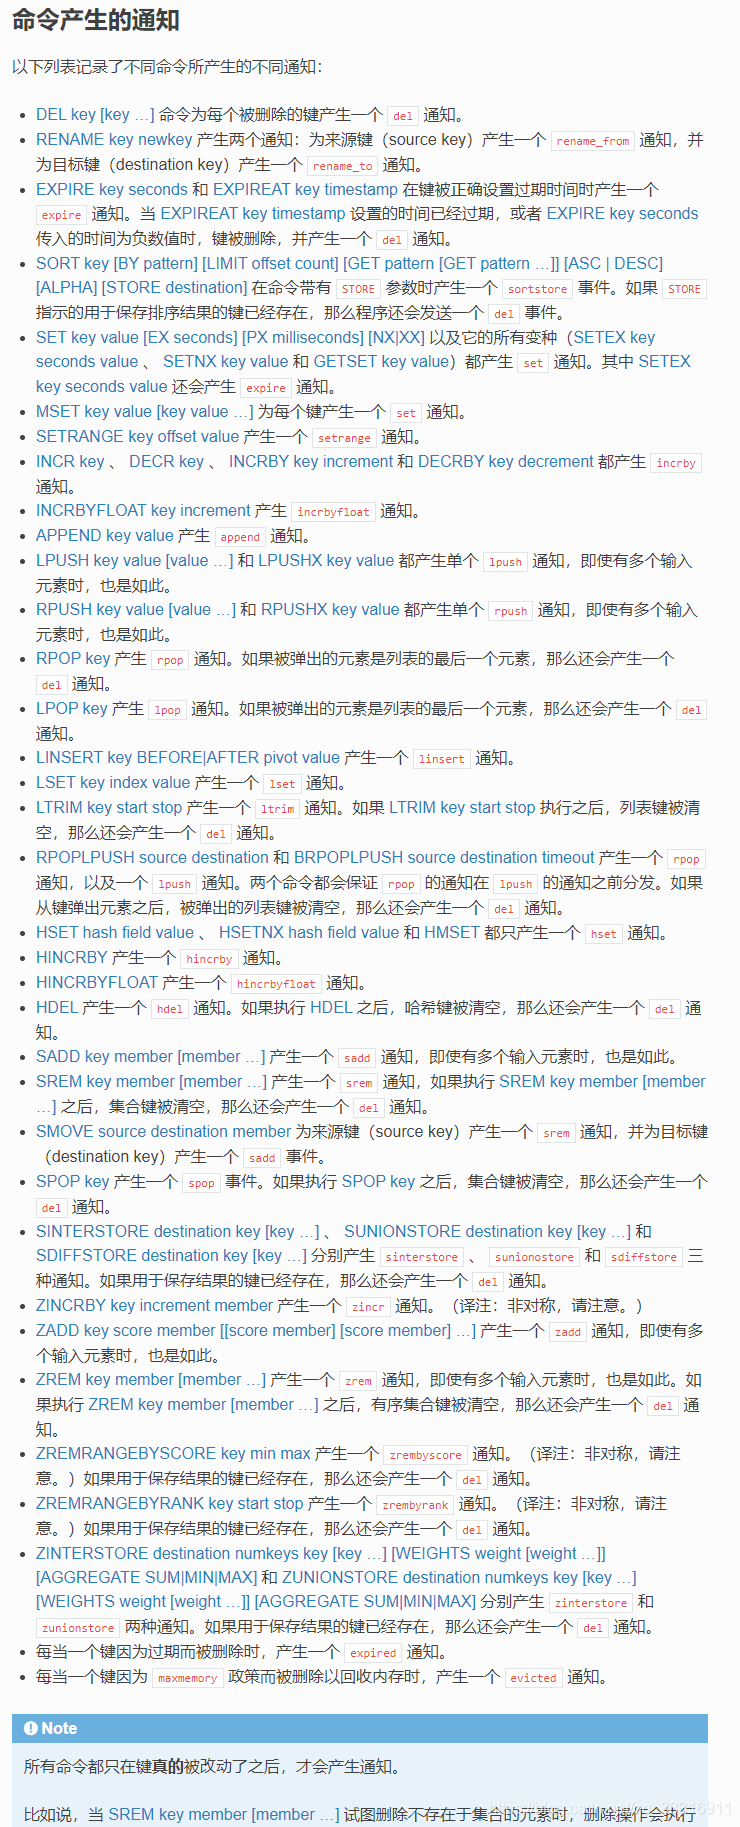 命令产生的通知
以下列表记录了不同命令所产生的不同通知：
DEL key [key …] 命令为每个被删除的键产生一个 del 通知。
RENAME key newkey 产生两个通知：为来源键（source key）产生一个 rename_from 通知，并
为目标键（destination key）产生一个 rename_to 通知。
EXPIRE key seconds 和 EXPIREAT key timestamp 在键被正确设置过期时间时产生一个
expire 通知。当 EXPIREAT key timestamp 设置的时间已经过期，或者 EXPIRE key seconds
传入的时间为负数值时，键被删除，并产生一个 del 通知。
SORT key [BY pattern] [LIMIT offset count] [GET pattern [GET pattern …]] [ASC | DESC]
[ALPHA] [STORE destination] 在命令带有 STORE 参数时产生一个 sortstore 事件。如果 STORE
指示的用于保存排序结果的键已经存在，那么程序还会发送一个 del 事件。
SET key value [EX seconds] [PX milliseconds] [NX|XX] 以及它的所有变种（SETEX key
seconds value 、 SETNX key value 和 GETSET key value）都产生 set 通知。其中 SETEX
key seconds value 还会产生 expire 通知。
MSET key value [key value …] 为每个键产生一个 set 通知。
SETRANGE key offset value 产生一个 setrange 通知。
INCR key 、 DECR key 、 INCRBY key increment 和 DECRBY key decrement 都产生 incrby
通知。
INCRBYFLOAT key increment 产生 incrbyfloat 通知。
APPEND key value 产生 append 通知。
LPUSH key value [value …] 和 LPUSHX key value 都产生单个 lpush 通知，即使有多个输入
元素时，也是如此。
RPUSH key value [value …] 和 RPUSHX key value 都产生单个 rpush 通知，即使有多个输入
元素时，也是如此。
RPOP key 产生 rpop 通知。如果被弹出的元素是列表的最后一个元素，那么还会产生一个
del 通知。
LPOP key 产生 lpop 通知。如果被弹出的元素是列表的最后一个元素，那么还会产生一个 del
通知。
LINSERT key BEFORE|AFTER pivot value 产生一个 linsert 通知。
LSET key index value 产生一个 lset 通知。
LTRIM key start stop 产生一个 ltrim 通知。如果 LTRIM key start stop 执行之后，列表键被清
空，那么还会产生一个 del 通知。
RPOPLPUSH source destination 和 BRPOPLPUSH source destination timeout 产生一个 rpop
通知，以及一个 lpush 通知。两个命令都会保证 rpop 的通知在 lpush 的通知之前分发。如果
从键弹出元素之后，被弹出的列表键被清空，那么还会产生一个 del 通知。
HSET hash field value 、 HSETNX hash field value 和 HMSET 都只产生一个 hset 通知。
HINCRBY 产生一个 hincrby 通知。
HINCRBYFLOAT 产生一个 hincrbyfloat 通知。
HDEL 产生一个 hdel 通知。如果执行 HDEL 之后，哈希键被清空，那么还会产生一个 del 通
知。
SADD key member [member …] 产生一个 sadd 通知，即使有多个输入元素时，也是如此。
SREM key member [member …] 产生一个 srem 通知，如果执行 SREM key member [member
…] 之后，集合键被清空，那么还会产生一个 del 通知。
SMOVE source destination member 为来源键（source key）产生一个 srem 通知，并为目标键
（destination key）产生一个 sadd 事件。
SPOP key 产生一个 spop 事件。如果执行 SPOP key 之后，集合键被清空，那么还会产生一个
del 通知。
SINTERSTORE destination key [key …] 、 SUNIONSTORE destination key [key …] 和
SDIFFSTORE destination key [key …] 分别产生 sinterstore 、 sunionostore 和 sdiffstore 三
种通知。如果用于保存结果的键已经存在，那么还会产生一个 del 通知。
ZINCRBY key increment member 产生一个 zincr 通知。（译注：非对称，请注意。）
ZADD key score member [[score member] [score member] …] 产生一个 zadd 通知，即使有多
个输入元素时，也是如此。
ZREM key member [member …] 产生一个 zrem 通知，即使有多个输入元素时，也是如此。如
果执行 ZREM key member [member …] 之后，有序集合键被清空，那么还会产生一个 del 通
知。
ZREMRANGEBYSCORE key min max 产生一个 zrembyscore 通知。（译注：非对称，请注
意。）如果用于保存结果的键已经存在，那么还会产生一个 del 通知。
ZREMRANGEBYRANK key start stop 产生一个 zrembyrank 通知。（译注：非对称，请注
意。）如果用于保存结果的键已经存在，那么还会产生一个 del 通知。
ZINTERSTORE destination numkeys key [key …] [WEIGHTS weight [weight …]]
[AGGREGATE SUM|MIN|MAX] 和 ZUNIONSTORE destination numkeys key [key …]
[WEIGHTS weight [weight …]] [AGGREGATE SUM|MIN|MAX] 分别产生 zinterstore 和
zunionstore 两种通知。如果用于保存结果的键已经存在，那么还会产生一个 del 通知。
每当一个键因为过期而被删除时，产生一个 expired 通知。
每当一个键因为 maxmemory 政策而被删除以回收内存时，产生一个 evicted 通知。
Note
所有命令都只在键真的被改动了之后，才会产生通知。
比如说，当 SREM key member [member …] 试图删除不存在于集合的元素时，删除操作会执行